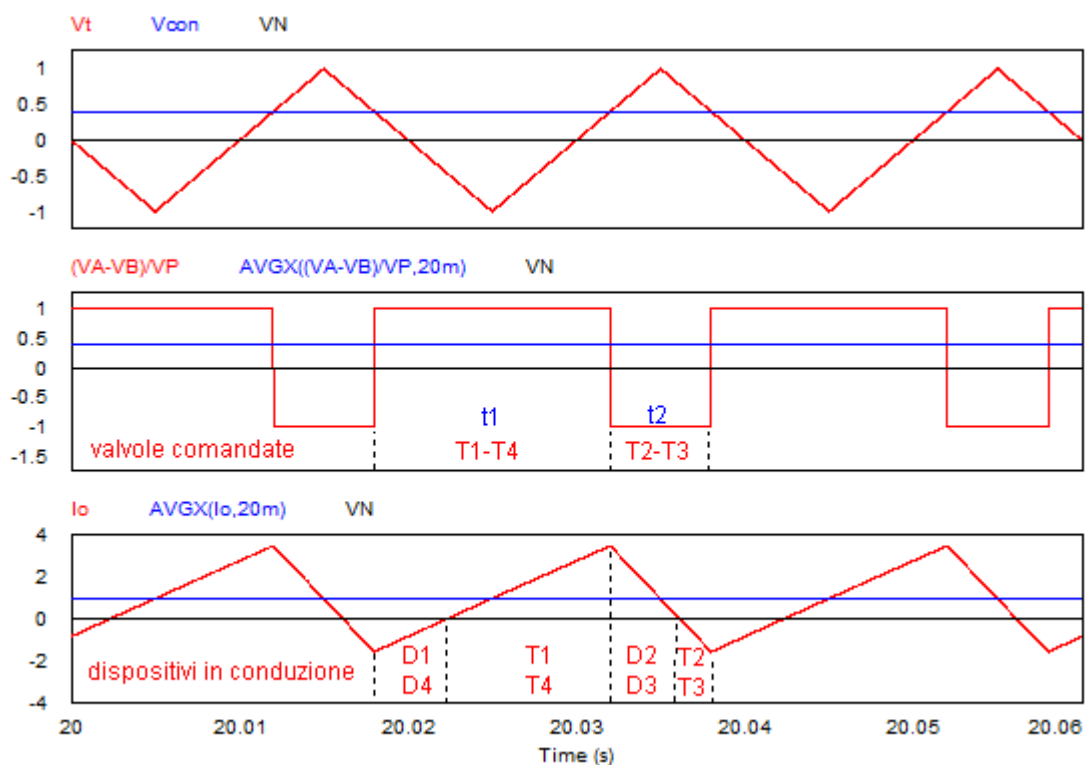 Vt Vcon VN
1
0.5
0
-0.5
-1
(VA-VB)/VP AVGX((VA-VB)/VP,20m) VN
1
0.5
0
-0.5
-1
-1.5
t1 t2
valvole comandate T1-T4 T2-T3
Io AVGX(Io,20m) VN
4
2
0
-2
-4
D1 T1 D2 T2
dispositivi in conduzione
D4 T4 D3 T3
20 20.01 20.02 20.03 20.04 20.05 20.06
Time (s)